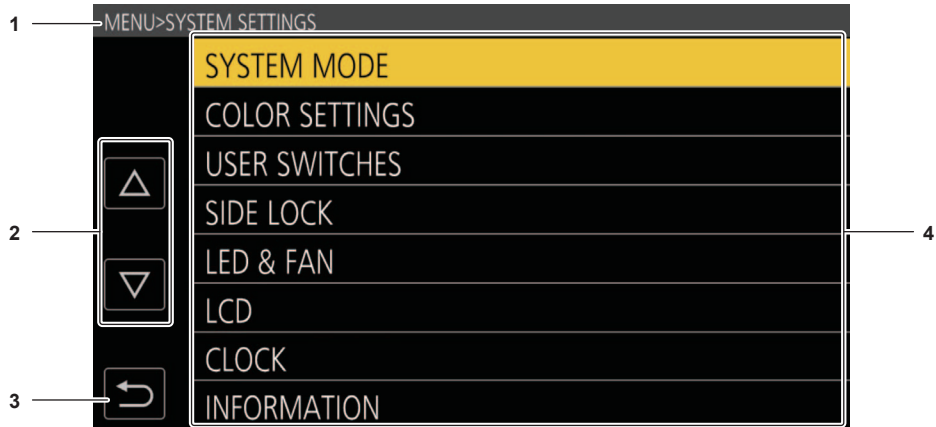 1
MENU>SYSTEM SETTINGS
SYSTEM MODE
COLOR SETTINGS
USER SWITCHES
SIDE LOCK
2
4
LED & FAN
LCD
CLOCK
3
INFORMATION